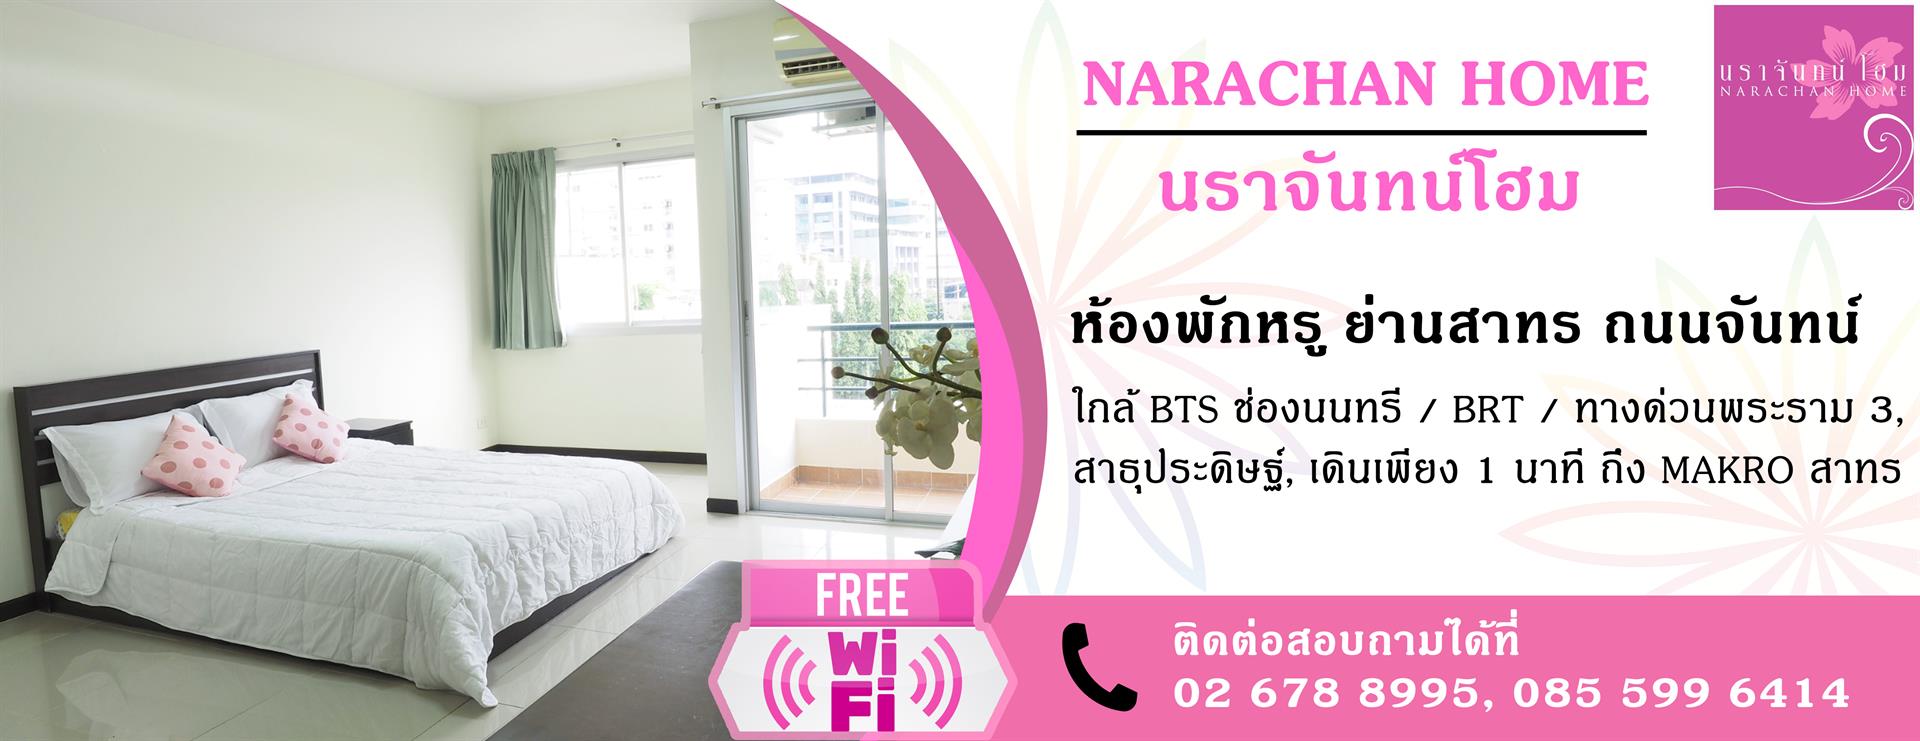 NARACHAN HOME
นราจันทน์โฮม
นราจันทน์ โฮม
NARACHAN HOME
ห้องพักหรู ย่านสาทร ถนนจันทน์
ใกล้ BTS ช่องนนทรี / BRT / ทางด่วนพระราม 3,
สาธุประดิษฐ์, เดินเพียง 1 นาที ถึง MAKRO สาทร
FREE
Wi
Fi
ติดต่อสอบถามได้ที่
02 678 8995, 085 599 6414